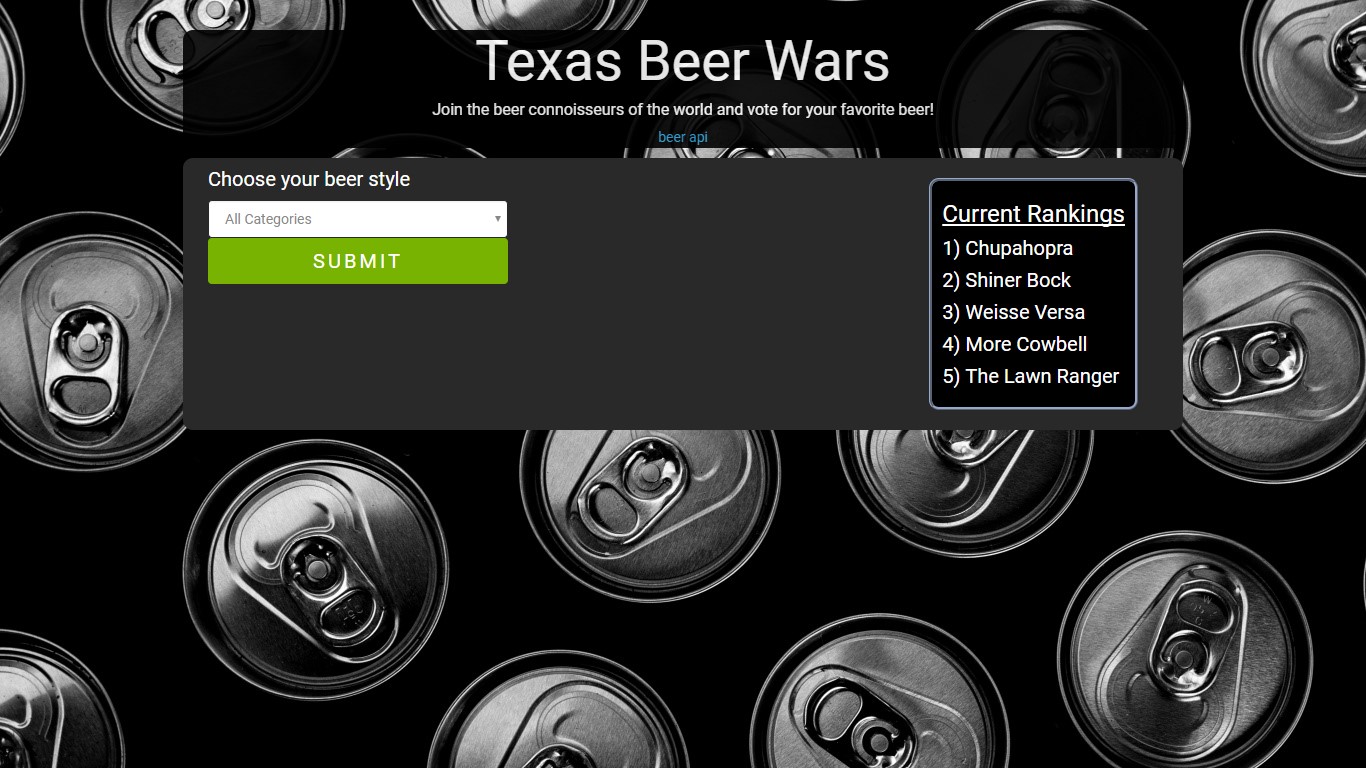 Texas Beer Wars
Join the beer connoisseurs of the world and vote for your favorite beer!
beer api
Choose your beer style
All Categories
SUBMIT
Current Rankings
1) Chupahopra
2) Shiner Bock
3) Weisse Versa
4) More Cowbell
5) The Lawn Ranger